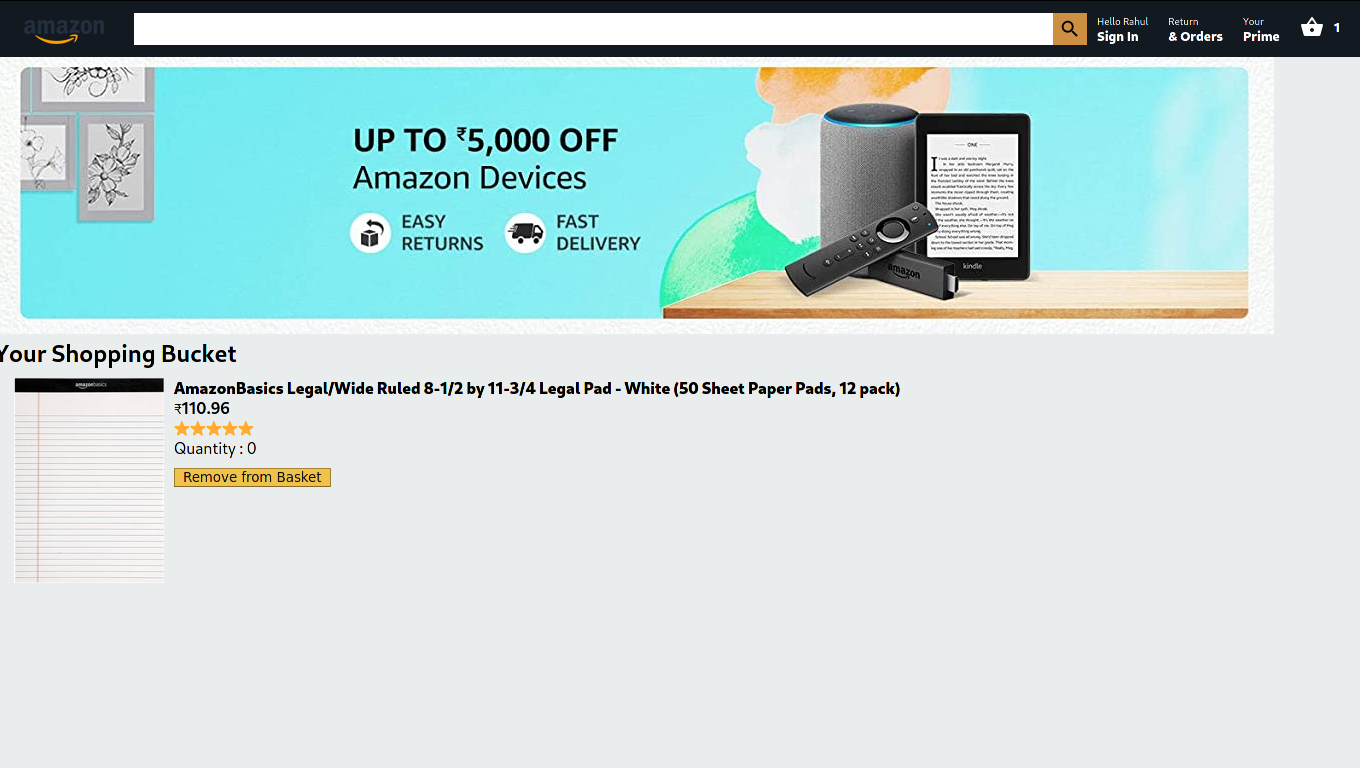 amazon
Hello Rahul
Sign In
Return
& Orders
Your
Prime
1
UP TO ₹5,000 OFF
Amazon Devices
EASY
RETURNS
FAST
DELIVERY
ONE
amazon
kindle
Your Shopping Bucket
amazonbasics
AmazonBasics Legal/Wide Ruled 8-1/2 by 11-3/4 Legal Pad - White (50 Sheet Paper Pads, 12 pack)
₹110.96
Quantity : 0
Remove from Basket